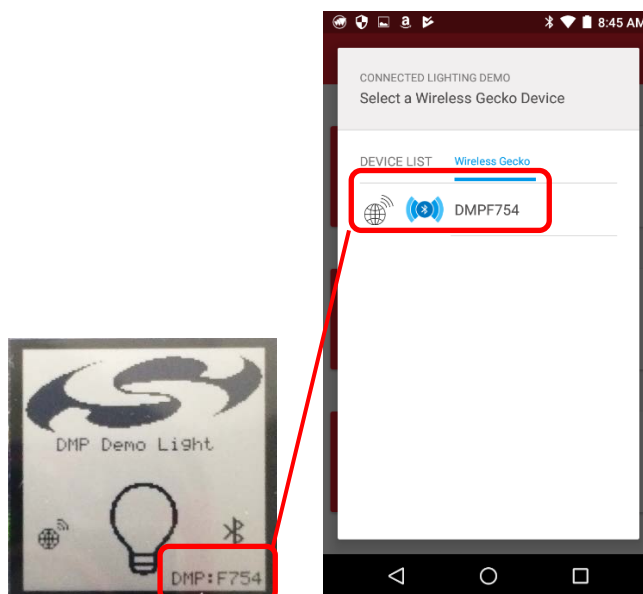 8:45 AM
CONNECTED LIGHTING DEMO
Select a Wireless Gecko Device
DEVICE LIST Wireless Gecko
DMPF754
DMP Demo Light
DMP:F754